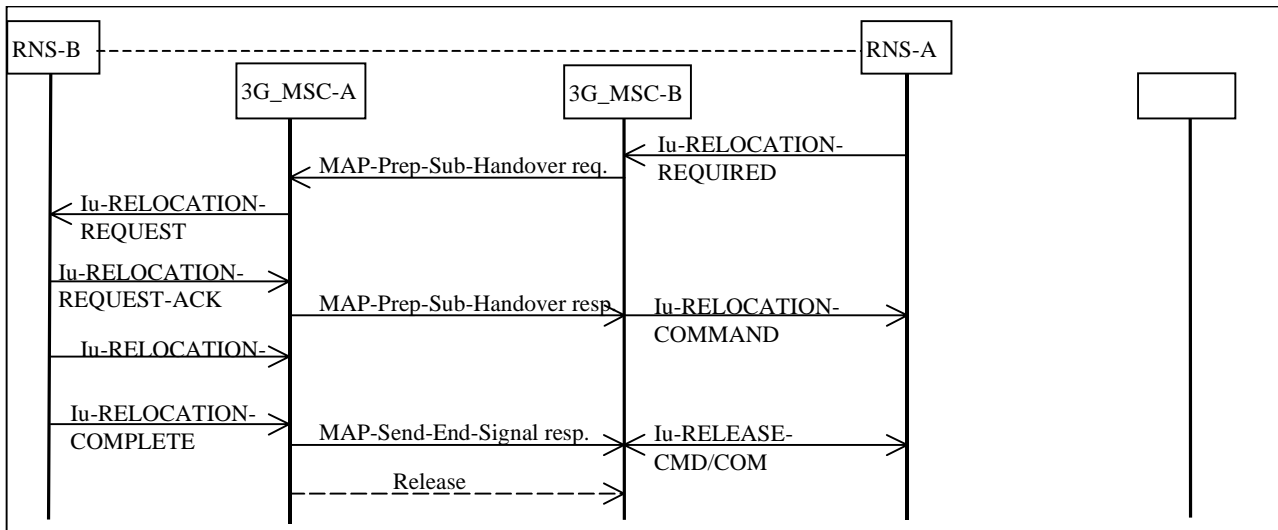 RNS-B
RNS-A
3G_MSC-A
3G_MSC-B
Iu-RELOCATION-
REQUIRED
MAP-Prep-Sub-Handover req.
Iu-RELOCATION-
REQUEST
Iu-RELOCATION-
REQUEST-ACK
MAP-Prep-Sub-Handover resp
Iu-RELOCATION-
COMMAND
Iu-RELOCATION-
Iu-RELOCATION-
COMPLETE
MAP-Send-End-Signal resp.
Iu-RELEASE-
CMD/COM
Release